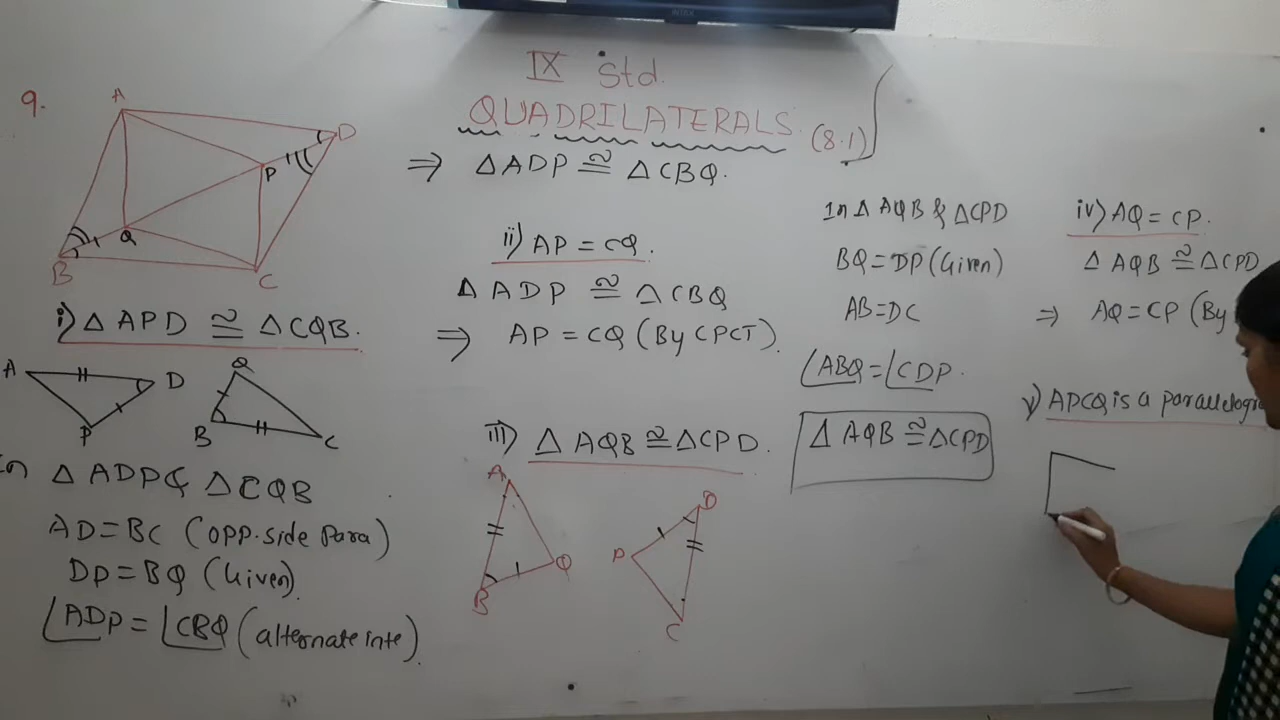 IX Std.
QUADRILATERALS. (8.1)
9.
A
D
P
Q
B
C
i) Δ APD ≅ Δ CQB.
A
D
P
Q
B
C
In Δ ADP & Δ CQB
AD = BC (opp. side para)
DP = BQ (Given)
∠ADP = ∠CBQ (alternate inte).
⇒ Δ ADP ≅ Δ CBQ.
ii) AP = CQ.
Δ ADP ≅ Δ CBQ
⇒ AP = CQ (By CPCT).
iii) Δ AQB ≅ Δ CPD.
A
Q
B
D
P
C
In Δ AQB & Δ CPD
BQ = DP (Given)
AB = DC
∠ABQ = ∠CDP.
Δ AQB ≅ Δ CPD
iv) AQ = CP.
Δ AQB ≅ Δ CPD
⇒ AQ = CP (By
v) APCQ is a parallelogra